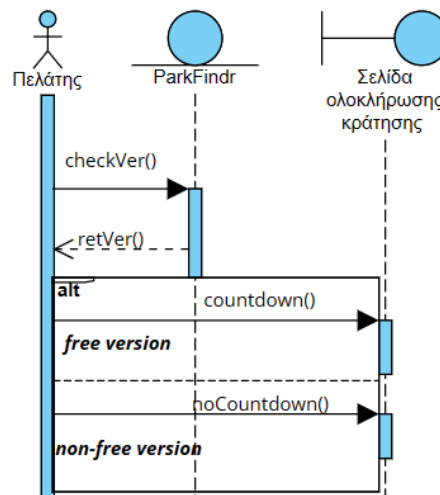 Πελάτης
ParkFindr
Σελίδα
ολοκλήρωσης
κράτησης
checkVer()
retVer()
alt
countdown()
free version
noCountdown()
non-free version